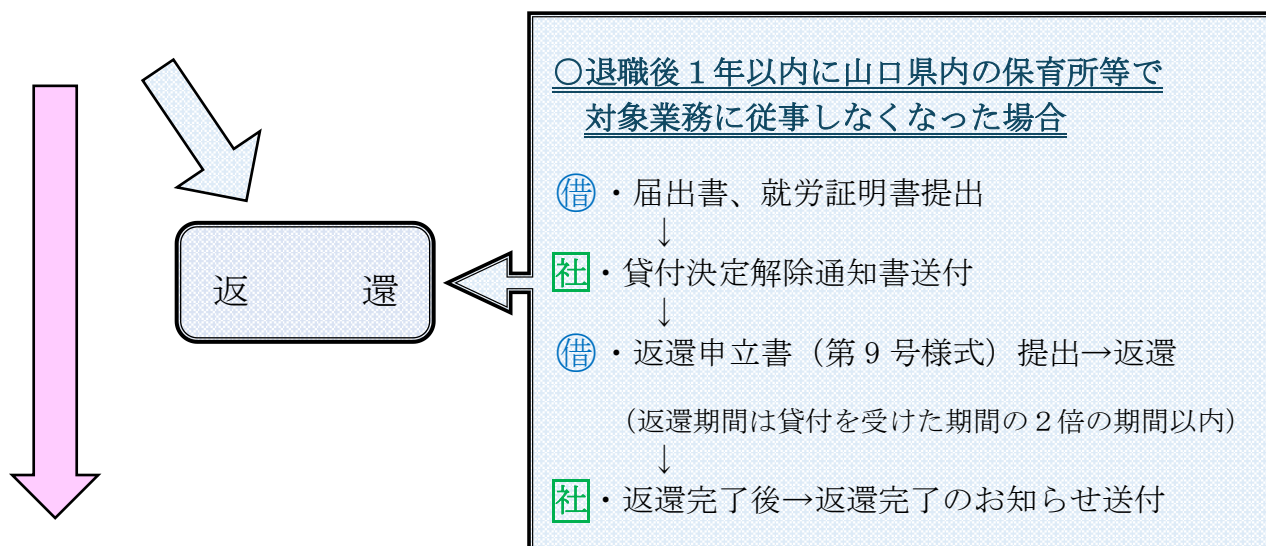 〇退職後１年以内に山口県内の保育所等で
対象業務に従事しなくなった場合
借・届出書、就労証明書提出
↓
社・貸付決定解除通知書送付
↓
返　　還
借・返還申立書（第９号様式）提出→返還
（返還期間は貸付を受けた期間の２倍の期間以内）
↓
社・返還完了後→返還完了のお知らせ送付